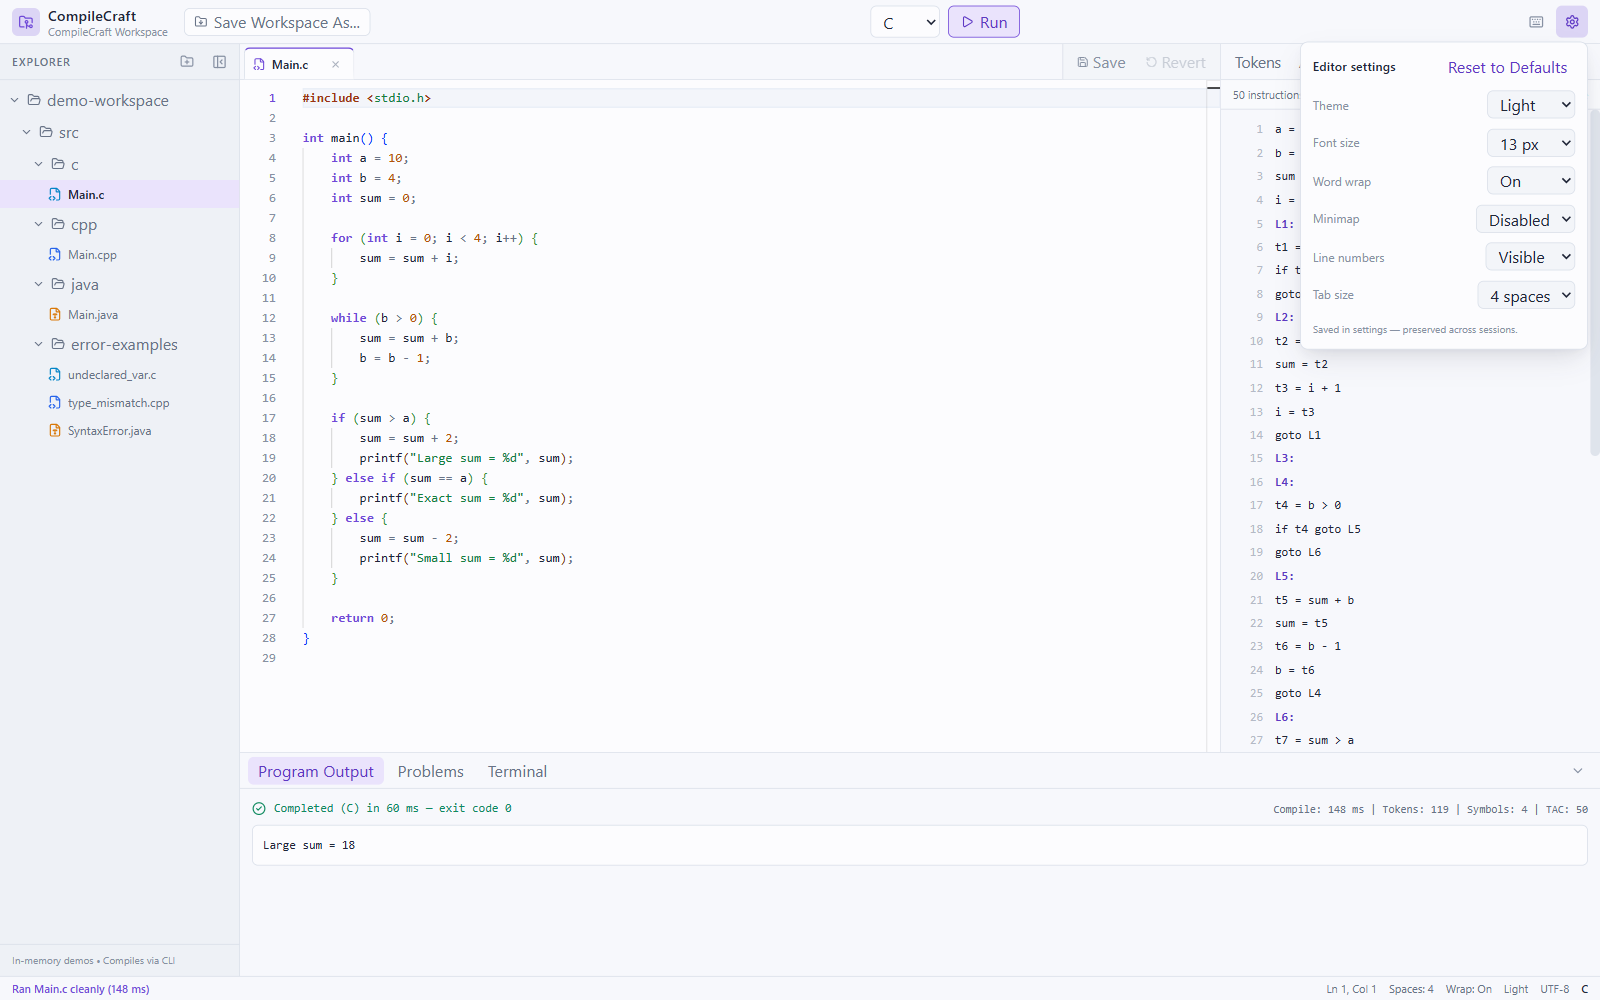 CompileCraft
CompileCraft Workspace
Save Workspace As...
C
Run
EXPLORER
demo-workspace
src
c
Main.c
cpp
Main.cpp
java
Main.java
error-examples
undeclared_var.c
type_mismatch.cpp
SyntaxError.java
In-memory demos • Compiles via CLI
Main.c
Save
Revert
1 #include <stdio.h>
2
3 int main() {
4     int a = 10;
5     int b = 4;
6     int sum = 0;
7
8     for (int i = 0; i < 4; i++) {
9         sum = sum + i;
10     }
11
12     while (b > 0) {
13         sum = sum + b;
14         b = b - 1;
15     }
16
17     if (sum > a) {
18         sum = sum + 2;
19         printf("Large sum = %d", sum);
20     } else if (sum == a) {
21         printf("Exact sum = %d", sum);
22     } else {
23         sum = sum - 2;
24         printf("Small sum = %d", sum);
25     }
26
27     return 0;
28 }
29
Tokens
50 instruction
1 a =
2 b =
3 sum
4 i =
5 L1:
6 t1 =
7 if t
8 goto
9 L2:
10 t2 =
11 sum = t2
12 t3 = i + 1
13 i = t3
14 goto L1
15 L3:
16 L4:
17 t4 = b > 0
18 if t4 goto L5
19 goto L6
20 L5:
21 t5 = sum + b
22 sum = t5
23 t6 = b - 1
24 b = t6
25 goto L4
26 L6:
27 t7 = sum > a
Editor settings
Reset to Defaults
Theme Light
Font size 13 px
Word wrap On
Minimap Disabled
Line numbers Visible
Tab size 4 spaces
Saved in settings — preserved across sessions.
Program Output
Problems
Terminal
Completed (C) in 60 ms — exit code 0
Compile: 148 ms | Tokens: 119 | Symbols: 4 | TAC: 50
Large sum = 18
Ran Main.c cleanly (148 ms)
Ln 1, Col 1
Spaces: 4
Wrap: On
Light
UTF-8
C